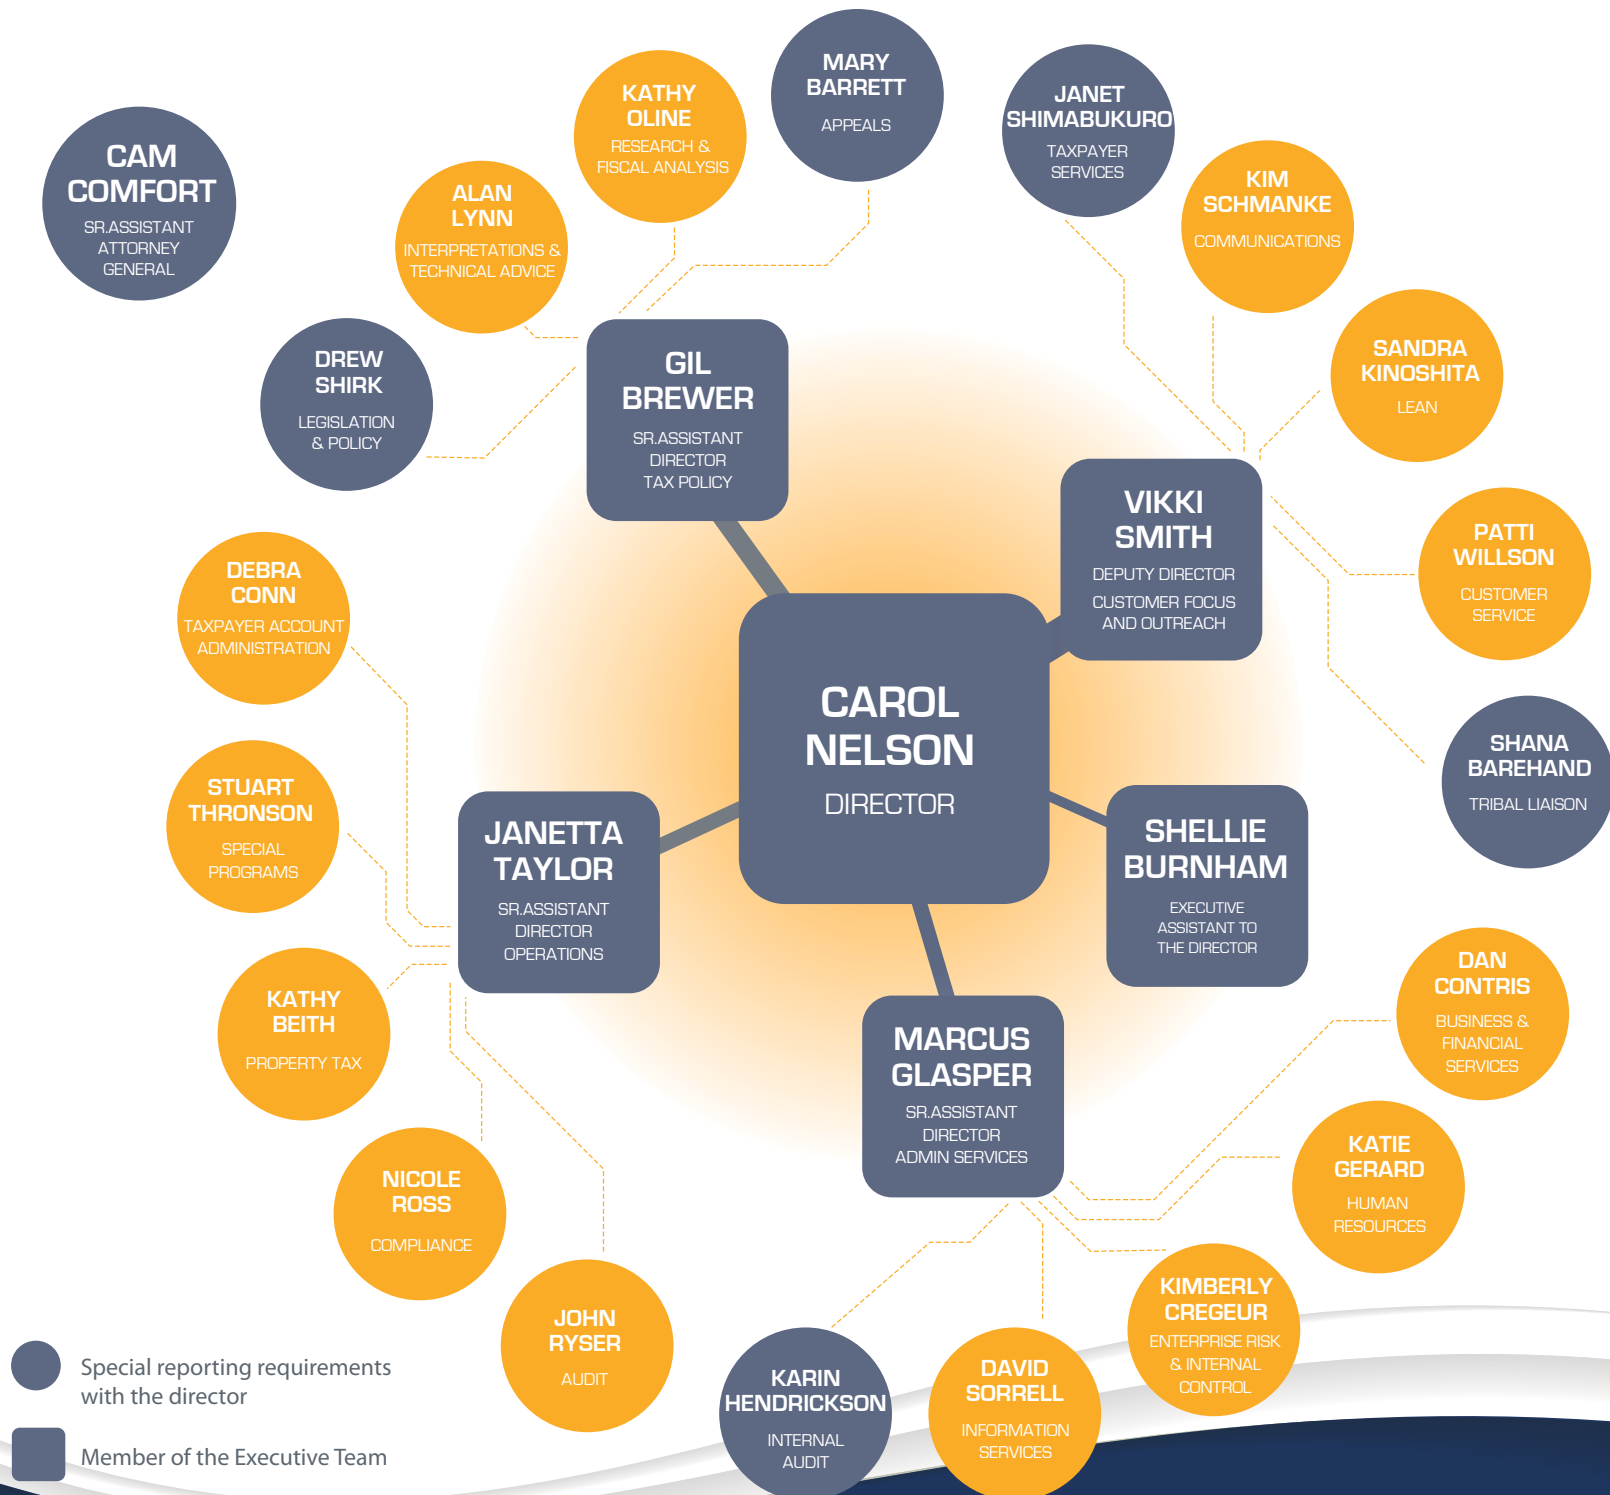 CAM
COMFORT
SR.ASSISTANT
ATTORNEY
GENERAL
DREW
SHIRK
LEGISLATION
& POLICY
ALAN
LYNN
INTERPRETATIONS &
TECHNICAL ADVICE
KATHY
OLINE
RESEARCH &
FISCAL ANALYSIS
MARY
BARRETT
APPEALS
JANET
SHIMABUKURO
TAXPAYER
SERVICES
KIM
SCHMANKE
COMMUNICATIONS
SANDRA
KINOSHITA
LEAN
PATTI
WILLSON
CUSTOMER
SERVICE
SHANA
BAREHAND
TRIBAL LIAISON
GIL
BREWER
SR.ASSISTANT
DIRECTOR
TAX POLICY
VIKKI
SMITH
DEPUTY DIRECTOR
CUSTOMER FOCUS
AND OUTREACH
CAROL
NELSON
DIRECTOR
SHELLIE
BURNHAM
EXECUTIVE
ASSISTANT TO
THE DIRECTOR
JANETTA
TAYLOR
SR.ASSISTANT
DIRECTOR
OPERATIONS
MARCUS
GLASPER
SR.ASSISTANT
DIRECTOR
ADMIN SERVICES
DEBRA
CONN
TAXPAYER ACCOUNT
ADMINISTRATION
STUART
THRONSON
SPECIAL
PROGRAMS
KATHY
BEITH
PROPERTY TAX
NICOLE
ROSS
COMPLIANCE
JOHN
RYSER
AUDIT
KARIN
HENDRICKSON
INTERNAL
AUDIT
DAVID
SORRELL
INFORMATION
SERVICES
KIMBERLY
CREGEUR
ENTERPRISE RISK
& INTERNAL
CONTROL
KATIE
GERARD
HUMAN
RESOURCES
DAN
CONTRIS
BUSINESS &
FINANCIAL
SERVICES
Special reporting requirements
with the director
Member of the Executive Team